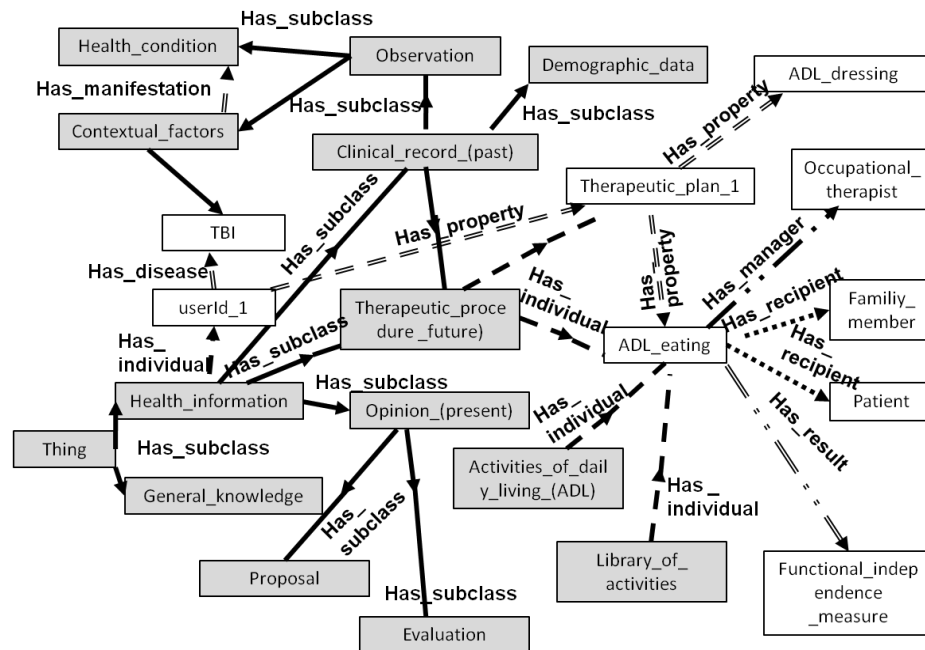 Has_subclass
Health_condition
Observation
Demographic_data
ADL_dressing
Has_manifestation
Has_subclass
Has_subclass
Contextual_factors
Clinical_record_(past)
Has_property
Occupational_
therapist
Therapeutic_plan_1
Has_subclass
TBI
Has_property
Has_manager
Has_disease
Has_
property
userId_1
Therapeutic_proce
dure_future)
Has_
individual
Has_recipient
Familiy_
member
Has_
individual
Has_subclass
ADL_eating
Has_
recipient
Has_subclass
Health_information
Opinion_(present)
Patient
Has_
individual
Has_result
Thing
Has_subclass
Activities_of_dail
y_living_(ADL)
General_knowledge
Has_
individual
Has_
subclass
Proposal
Library_of_
activities
Functional_indep
endence
_measure
Has_subclass
Evaluation